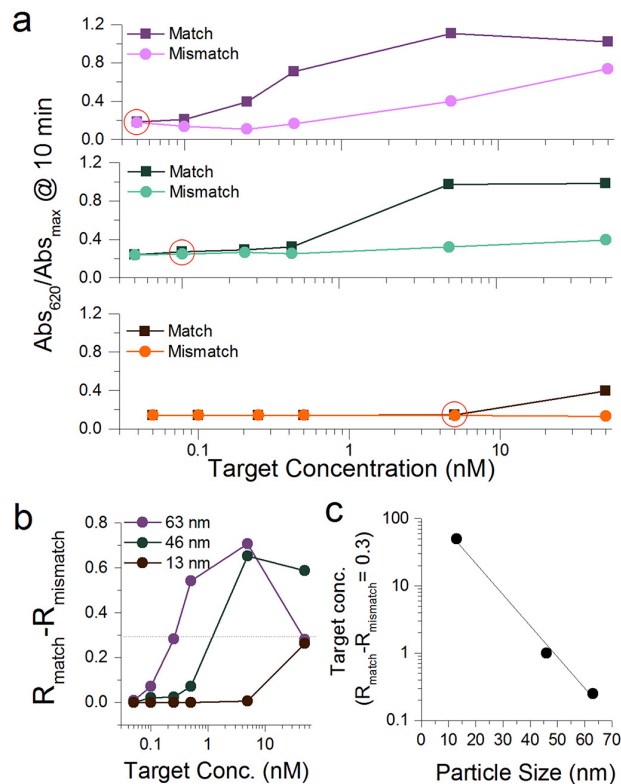 a
Abs620/Absmax @ 10 min
1.2
0.8
0.4
0.0
Match
Mismatch
1.2
0.8
0.4
0.0
Match
Mismatch
1.2
0.8
0.4
0.0
Match
Mismatch
0.1 1 10
Target Concentration (nM)
b
Rmatch-Rmismatch
0.8
0.6
0.4
0.2
0.0
63 nm
46 nm
13 nm
0.1 1 10
Target Conc. (nM)
c
Target conc.
(Rmatch-Rmismatch= 0.3)
100
10
1
0.1
0 10 20 30 40 50 60 70
Particle Size (nm)